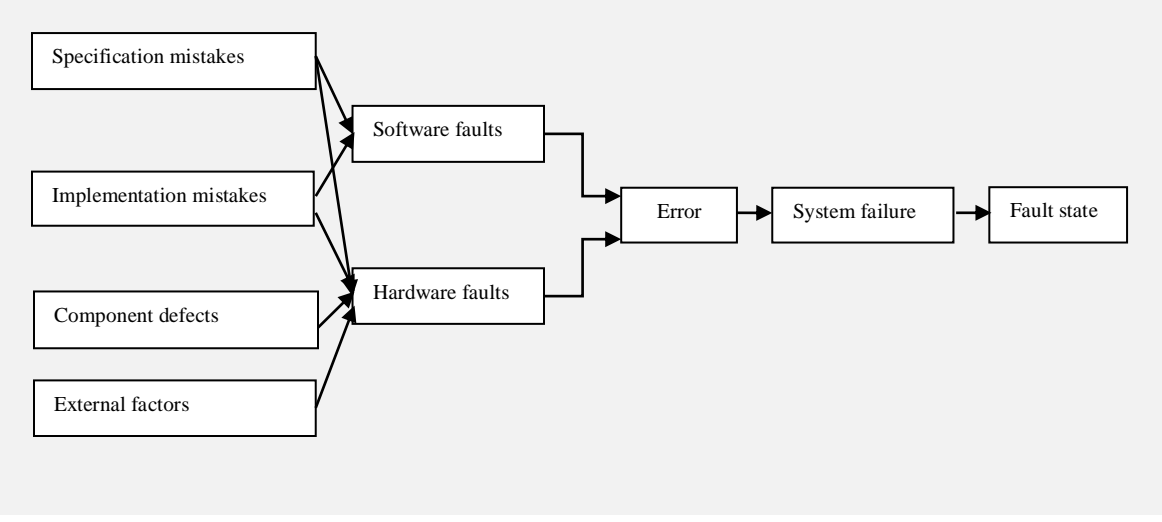 Specification mistakes
Software faults
Implementation mistakes
Error
System failure
Fault state
Hardware faults
Component defects
External factors